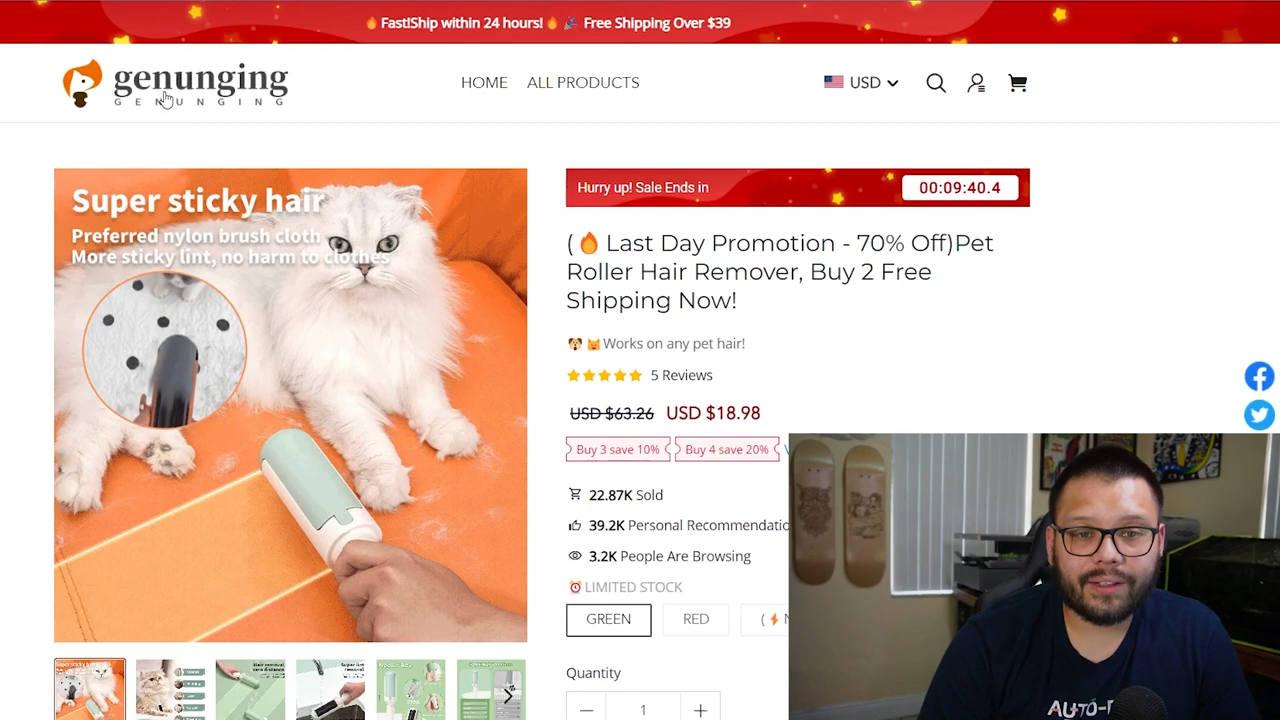 🔥Fast!Ship within 24 hours!🔥 🎉 Free Shipping Over $39
genunging
GENUNGING
HOME
ALL PRODUCTS
USD
Super sticky hair
Preferred nylon brush cloth
More sticky lint, no harm to clothes
Hurry up! Sale Ends in
00:09:40.4
(🔥 Last Day Promotion - 70% Off)Pet
Roller Hair Remover, Buy 2 Free
Shipping Now!
🐶🐱Works on any pet hair!
5 Reviews
USD $63.26 USD $18.98
Buy 3 save 10%
Buy 4 save 20%
22.87K Sold
39.2K Personal Recommendatio
3.2K People Are Browsing
⏰LIMITED STOCK
GREEN
RED
(⚡
Quantity
1